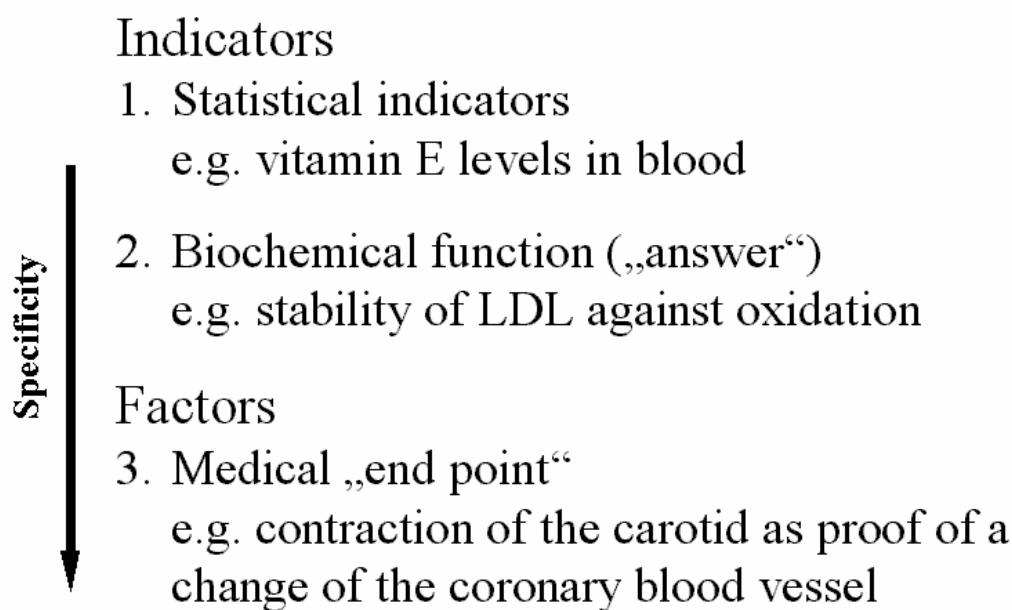 Indicators
1. Statistical indicators
e.g. vitamin E levels in blood
2. Biochemical function („answer“)
e.g. stability of LDL against oxidation
Factors
3. Medical „end point“
e.g. contraction of the carotid as proof of a
change of the coronary blood vessel
Specificity